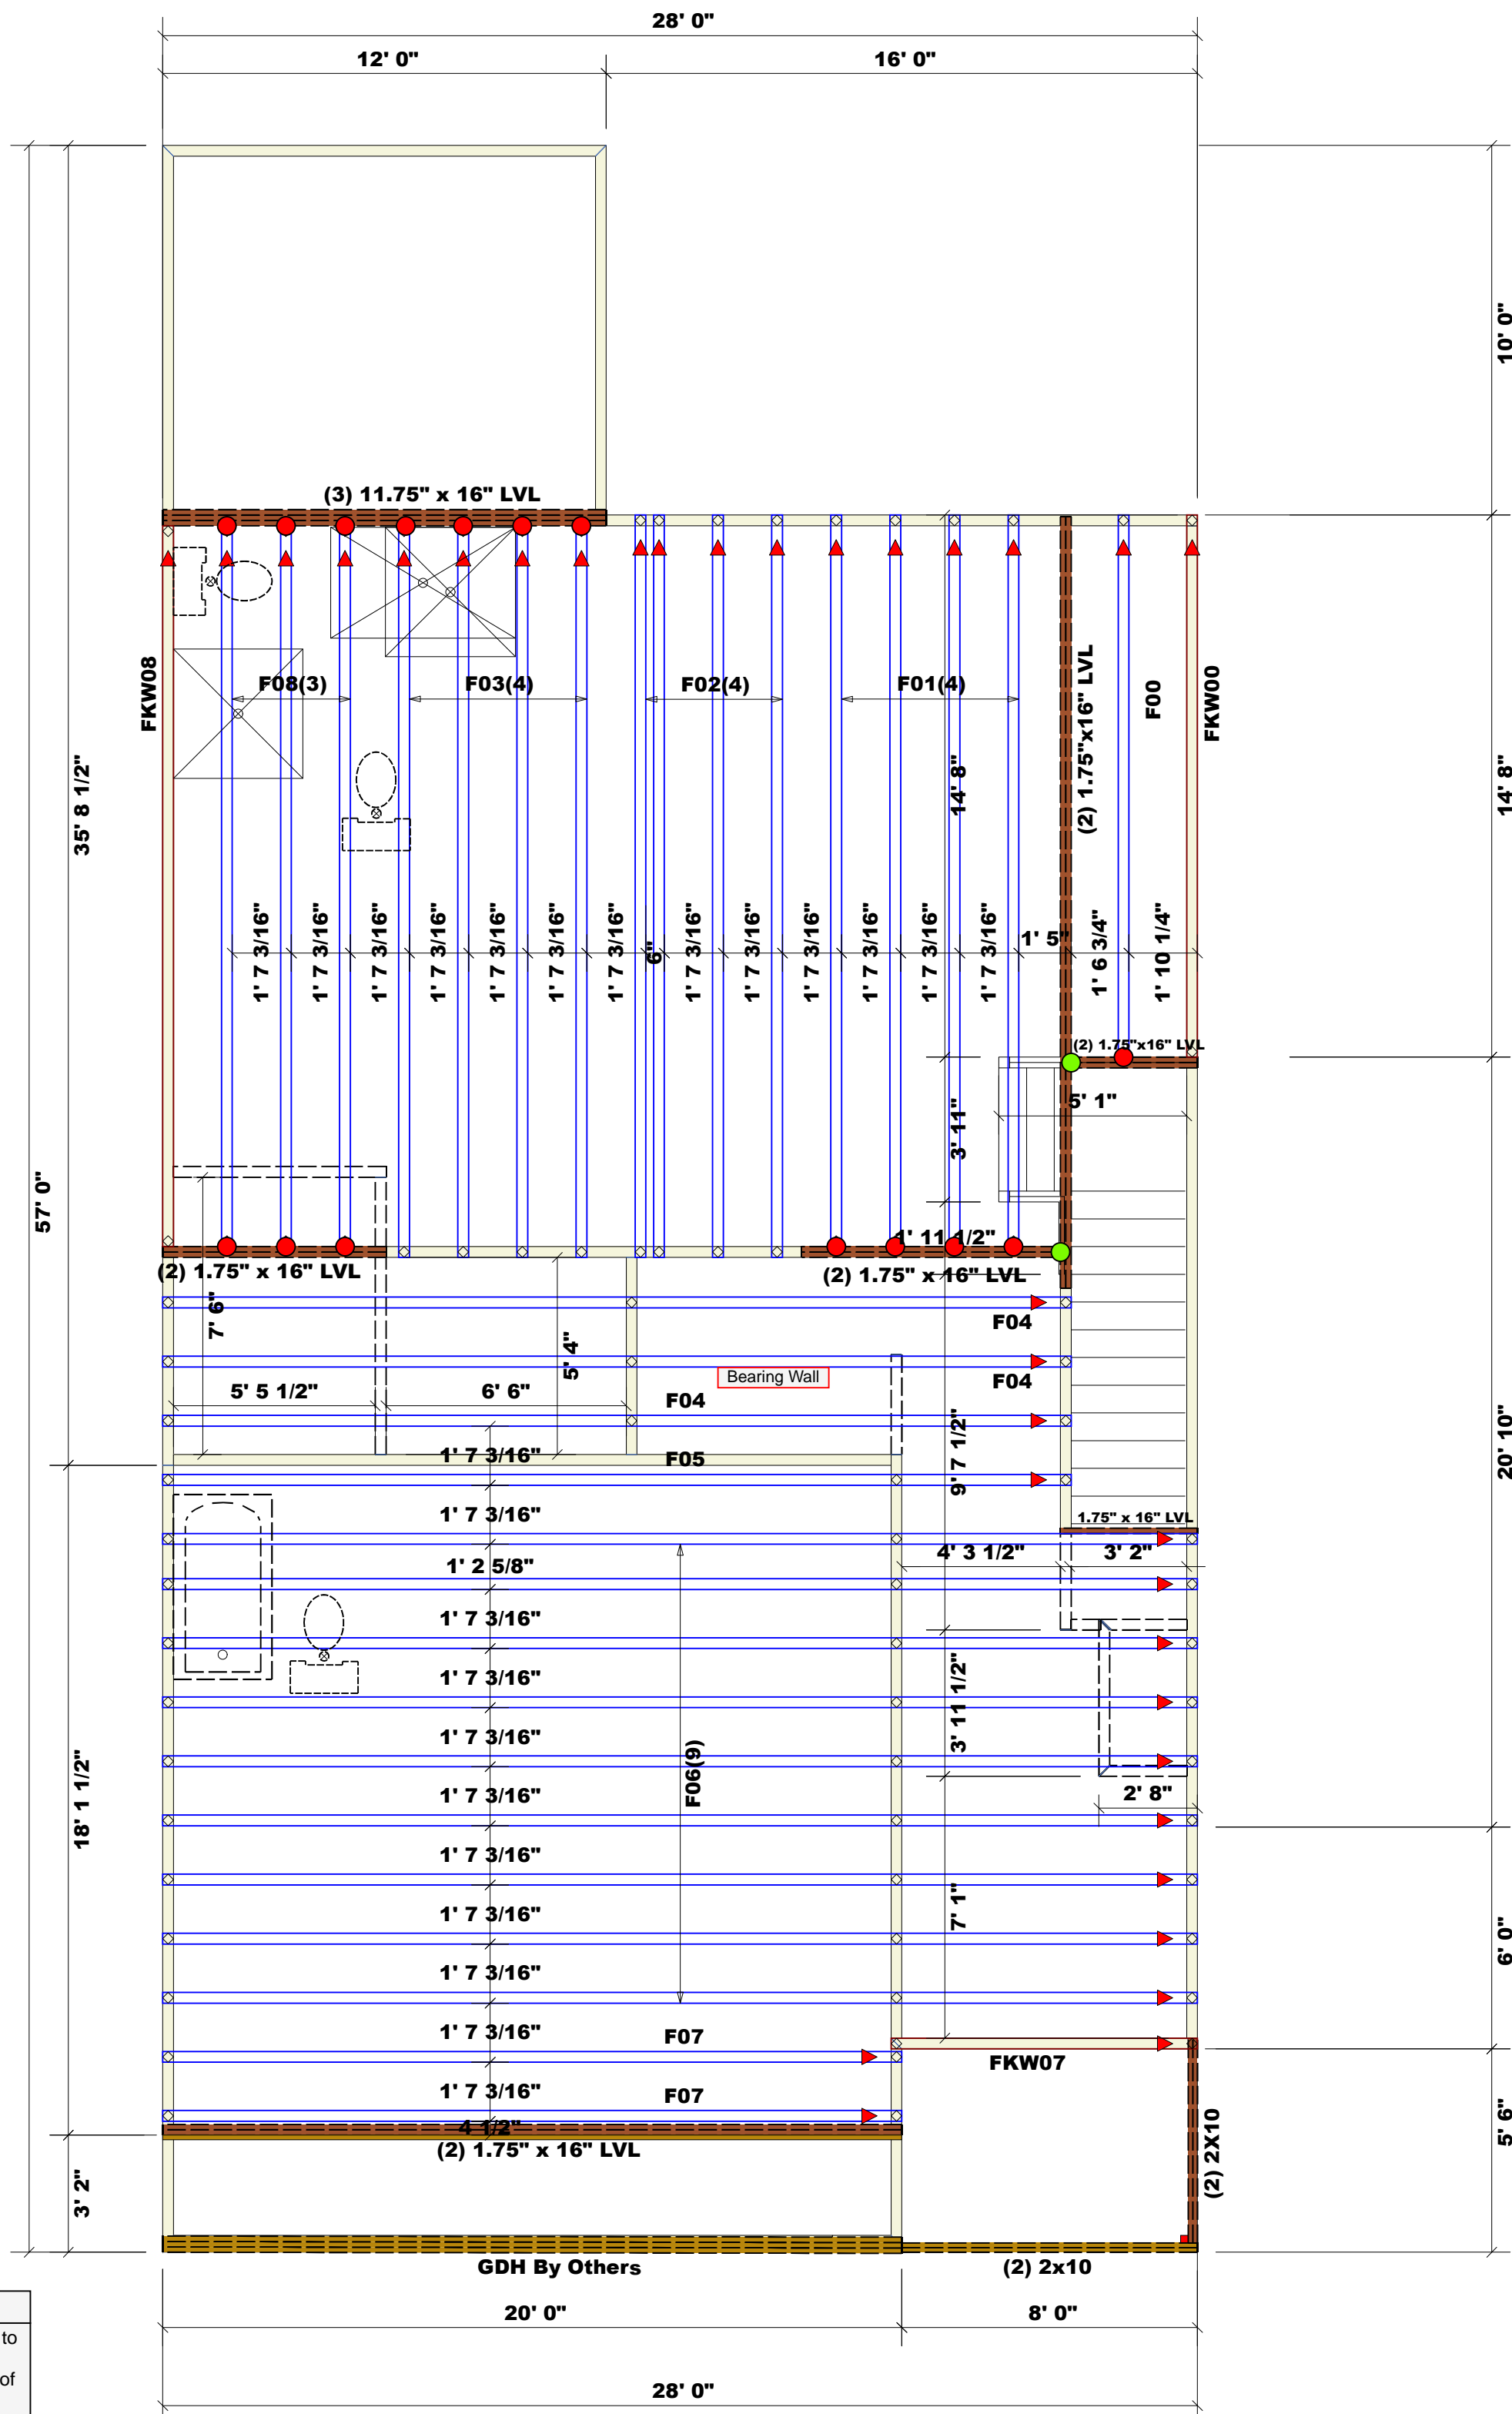 28' 0"
12' 0"
16' 0"
10' 0"
(3) 11.75" x 16" LVL
FKW08
F08(3)
F03(4)
F02(4)
F01(4)
(2) 1.75"x16" LVL
F00
FKW00
35' 8 1/2"
14' 8"
14' 8"
1' 7 3/16"
1' 7 3/16"
1' 7 3/16"
1' 7 3/16"
1' 7 3/16"
1' 7 3/16"
1' 7 3/16"
6"
1' 7 3/16"
1' 7 3/16"
1' 7 3/16"
1' 7 3/16"
1' 7 3/16"
1' 7 3/16"
1' 5"
1' 6 3/4"
1' 10 1/4"
(2) 1.75"x16" LVL
5' 1"
3' 11"
57' 0"
1' 11 1/2"
(2) 1.75" x 16" LVL
(2) 1.75" x 16" LVL
7' 6"
F04
5' 4"
Bearing Wall
F04
5' 5 1/2"
6' 6"
F04
9' 7 1/2"
20' 10"
1' 7 3/16"
F05
1' 7 3/16"
1.75" x 16" LVL
1' 2 5/8"
4' 3 1/2"
3' 2"
1' 7 3/16"
1' 7 3/16"
3' 11 1/2"
1' 7 3/16"
F06(9)
18' 1 1/2"
1' 7 3/16"
2' 8"
1' 7 3/16"
7' 1"
1' 7 3/16"
6' 0"
1' 7 3/16"
1' 7 3/16"
F07
FKW07
1' 7 3/16"
F07
4 1/2"
(2) 1.75" x 16" LVL
(2) 2X10
5' 6"
3' 2"
GDH By Others
(2) 2x10
20' 0"
8' 0"
to
of
28' 0"